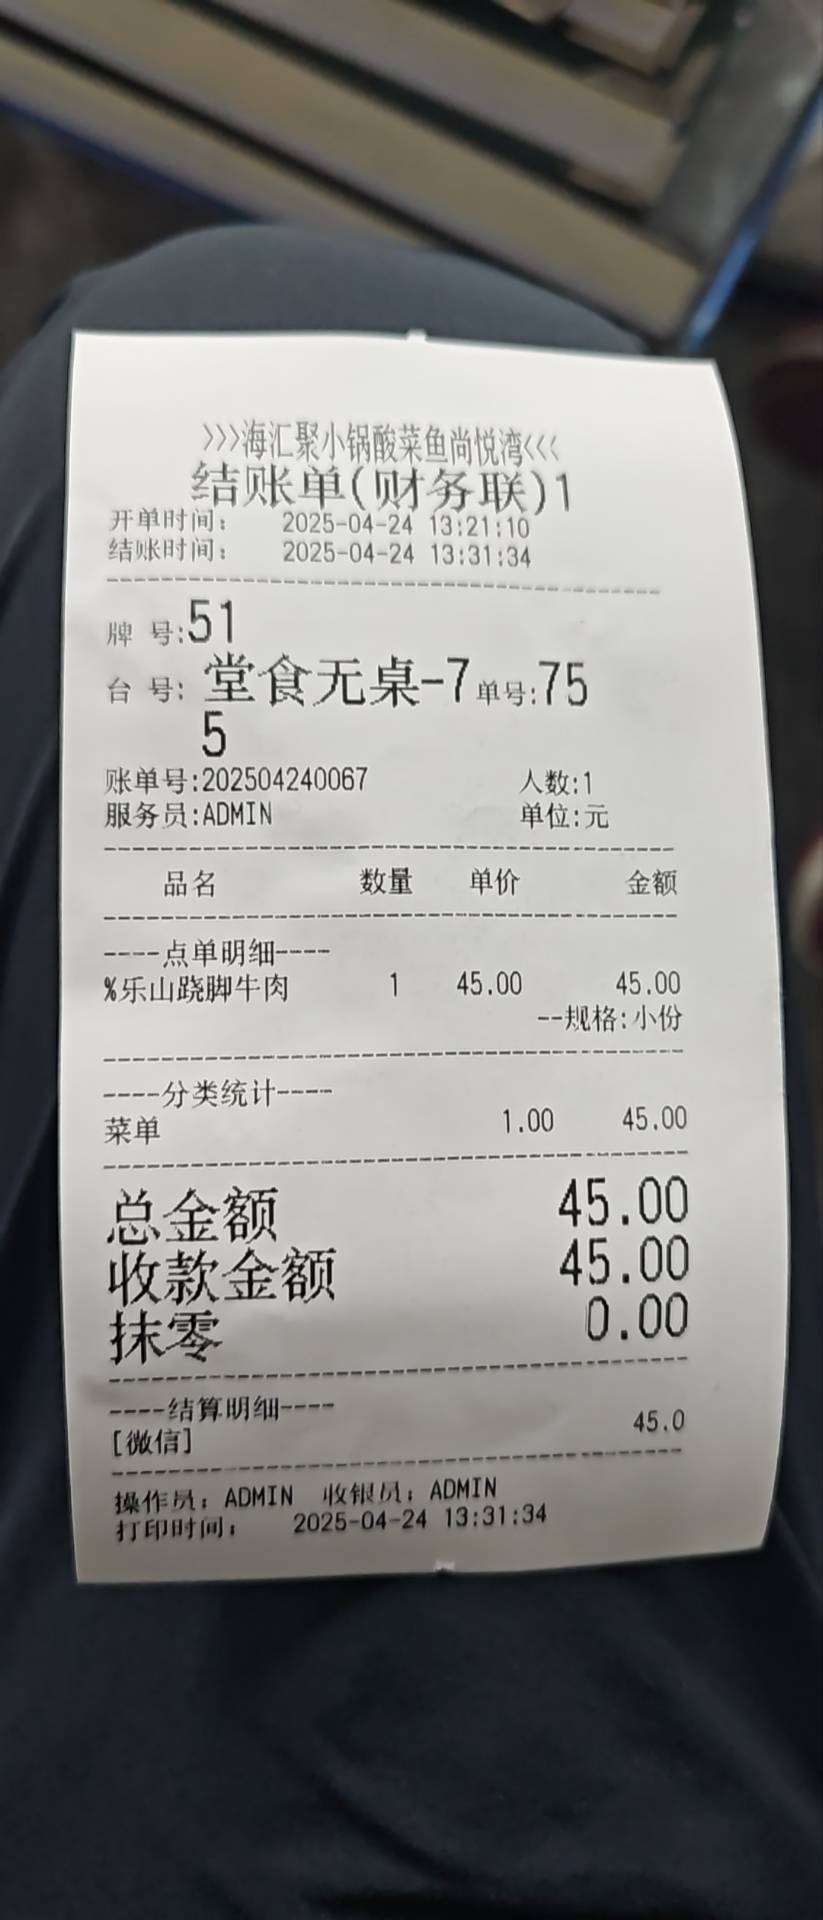 >>>海汇聚小锅酸菜鱼尚悦湾<<<
结账单(财务联)1
开单时间: 2025-04-24 13:21:10
结账时间: 2025-04-24 13:31:34
牌 号:51
台 号: 堂食无桌-7 单号:75
5
账单号:202504240067 人数:1
服务员:ADMIN 单位:元
品名 数量 单价 金额
----点单明细----
%乐山跷脚牛肉 1 45.00 45.00
--规格:小份
----分类统计----
菜单 1.00 45.00
总金额 45.00
收款金额 45.00
抹零 0.00
----结算明细----
[微信] 45.0
操作员: ADMIN 收银员: ADMIN
打印时间: 2025-04-24 13:31:34